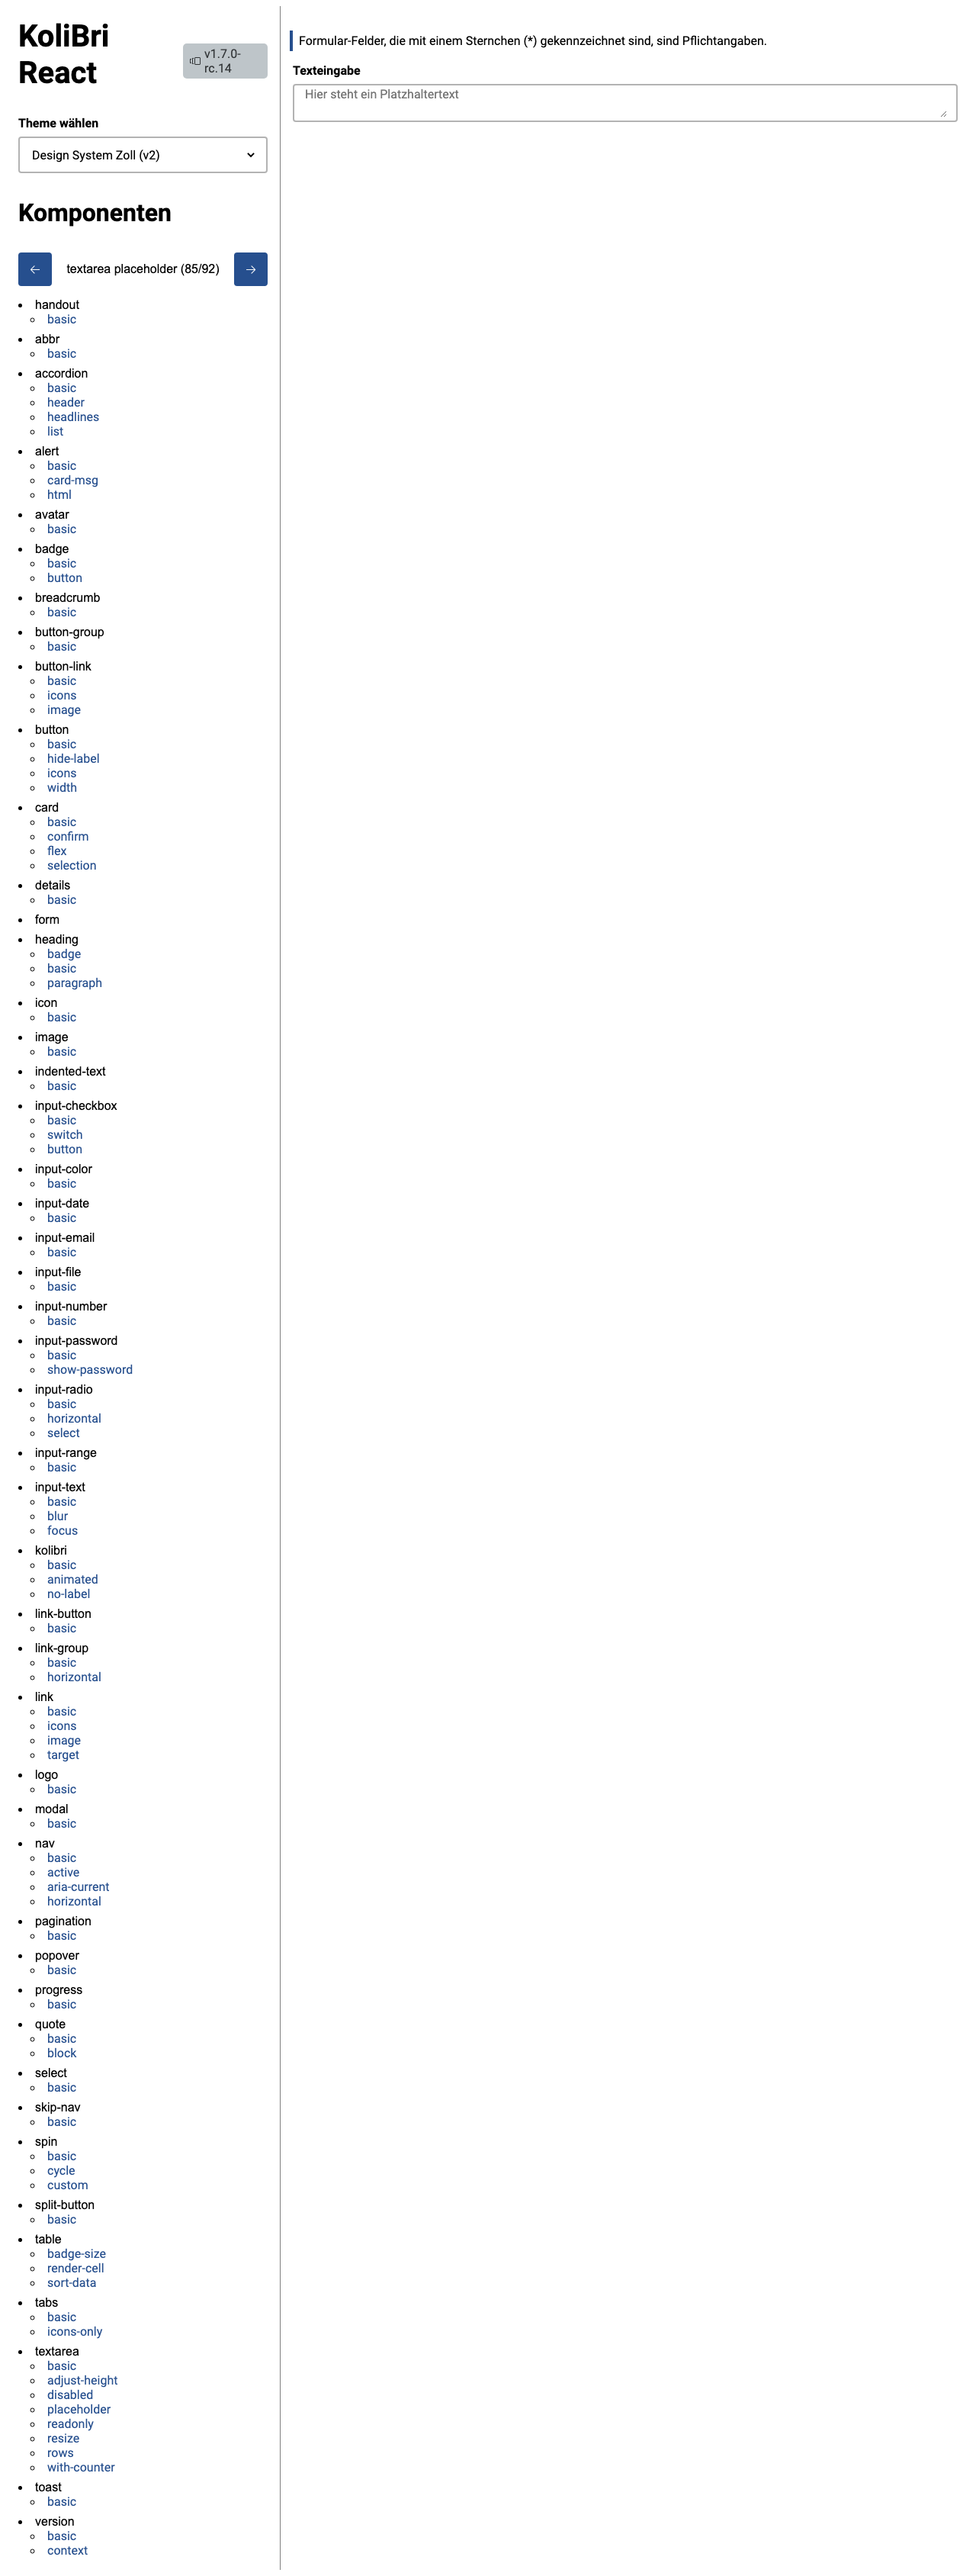 KoliBri
React
v1.7.0-
rc.14
Theme wählen
Design System Zoll (v2)
Komponenten
textarea placeholder (85/92)
handout
basic
abbr
basic
accordion
basic
header
headlines
list
alert
basic
card-msg
html
avatar
basic
badge
basic
button
breadcrumb
basic
button-group
basic
button-link
basic
icons
image
button
basic
hide-label
icons
width
card
basic
confirm
flex
selection
details
basic
form
heading
badge
basic
paragraph
icon
basic
image
basic
indented-text
basic
input-checkbox
basic
switch
button
input-color
basic
input-date
basic
input-email
basic
input-file
basic
input-number
basic
input-password
basic
show-password
input-radio
basic
horizontal
select
input-range
basic
input-text
basic
blur
focus
kolibri
basic
animated
no-label
link-button
basic
link-group
basic
horizontal
link
basic
icons
image
target
logo
basic
modal
basic
nav
basic
active
aria-current
horizontal
pagination
basic
popover
basic
progress
basic
quote
basic
block
select
basic
skip-nav
basic
spin
basic
cycle
custom
split-button
basic
table
badge-size
render-cell
sort-data
tabs
basic
icons-only
textarea
basic
adjust-height
disabled
placeholder
readonly
resize
rows
with-counter
toast
basic
version
basic
context
Formular-Felder, die mit einem Sternchen (*) gekennzeichnet sind, sind Pflichtangaben.
Texteingabe
Hier steht ein Platzhaltertext